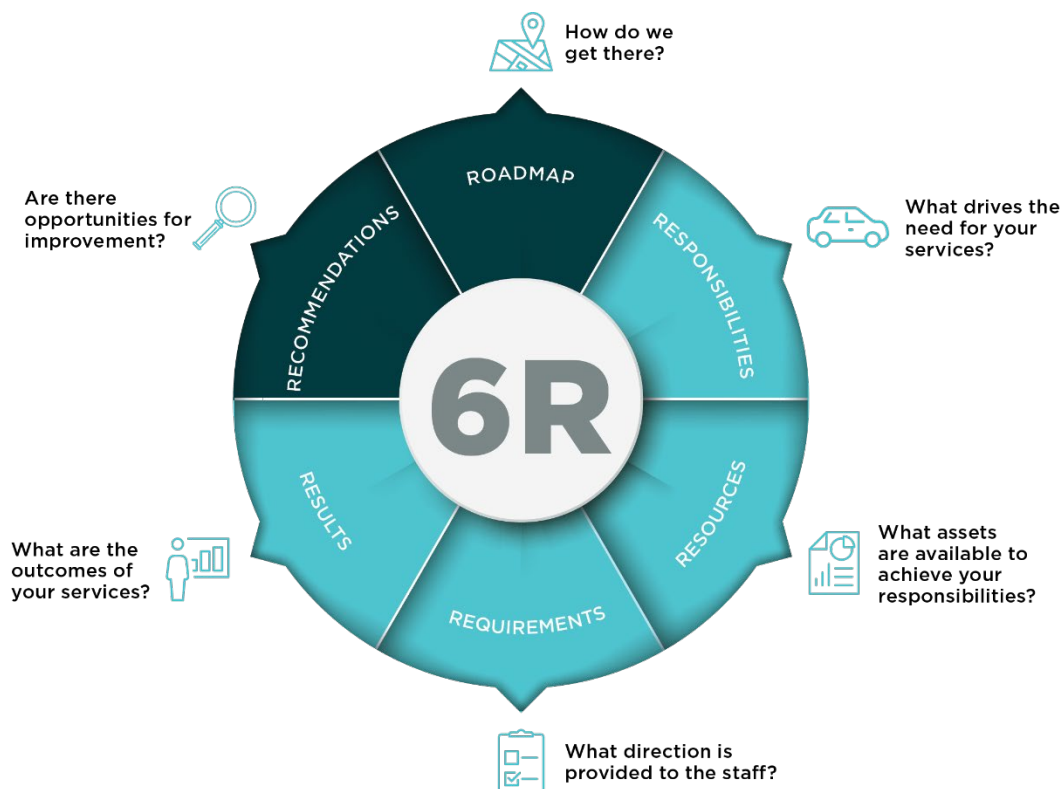 How do we
get there?
ROADMAP
Are there
opportunities for
improvement?
RECOMMENDATIONS
RESPONSIBILITIES
What drives the
need for your
services?
6R
RESULTS
RESOURCES
What are the
outcomes of
your services?
What assets
are available to
achieve your
responsibilities?
REQUIREMENTS
What direction is
provided to the staff?